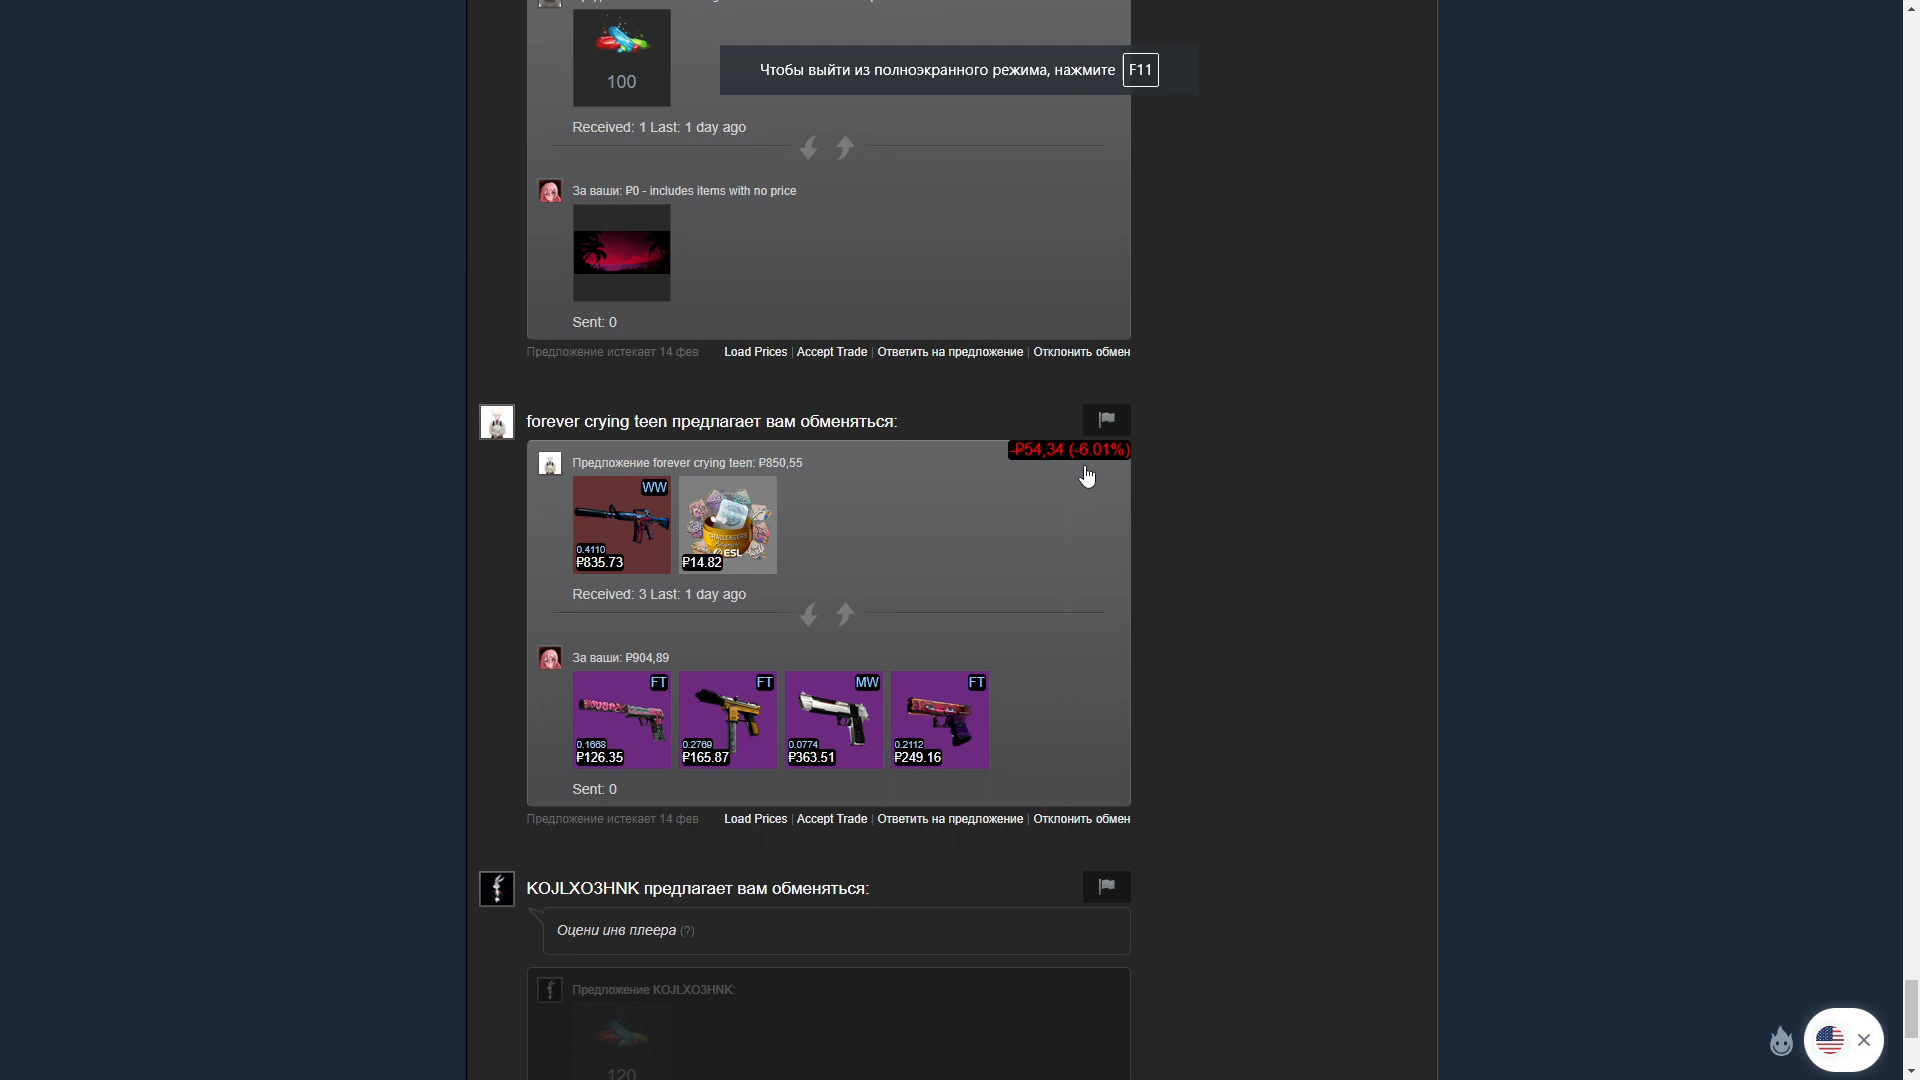 100
Чтобы выйти из полноэкранного режима, нажмите F11
Received: 1 Last: 1 day ago
За ваши: ₽0 - includes items with no price
Sent: 0
Предложение истекает 14 фев Load Prices | Accept Trade | Ответить на предложение | Отклонить обмен
forever crying teen предлагает вам обменяться:
-₽54,34 (-6.01%)
Предложение forever crying teen: ₽850,55
WW
CHALLENGERS
ESL
0.4110
₽835.73 ₽14.82
Received: 3 Last: 1 day ago
За ваши: ₽904,89
FT FT MW FT
0.1668 0.2769 0.0774 0.2112
₽126.35 ₽165.87 ₽363.51 ₽249.16
Sent: 0
Предложение истекает 14 фев Load Prices | Accept Trade | Ответить на предложение | Отклонить обмен
KOJLXO3HNK предлагает вам обменяться:
Оцени инв плеера (?)
Предложение KOJLXO3HNK:
120